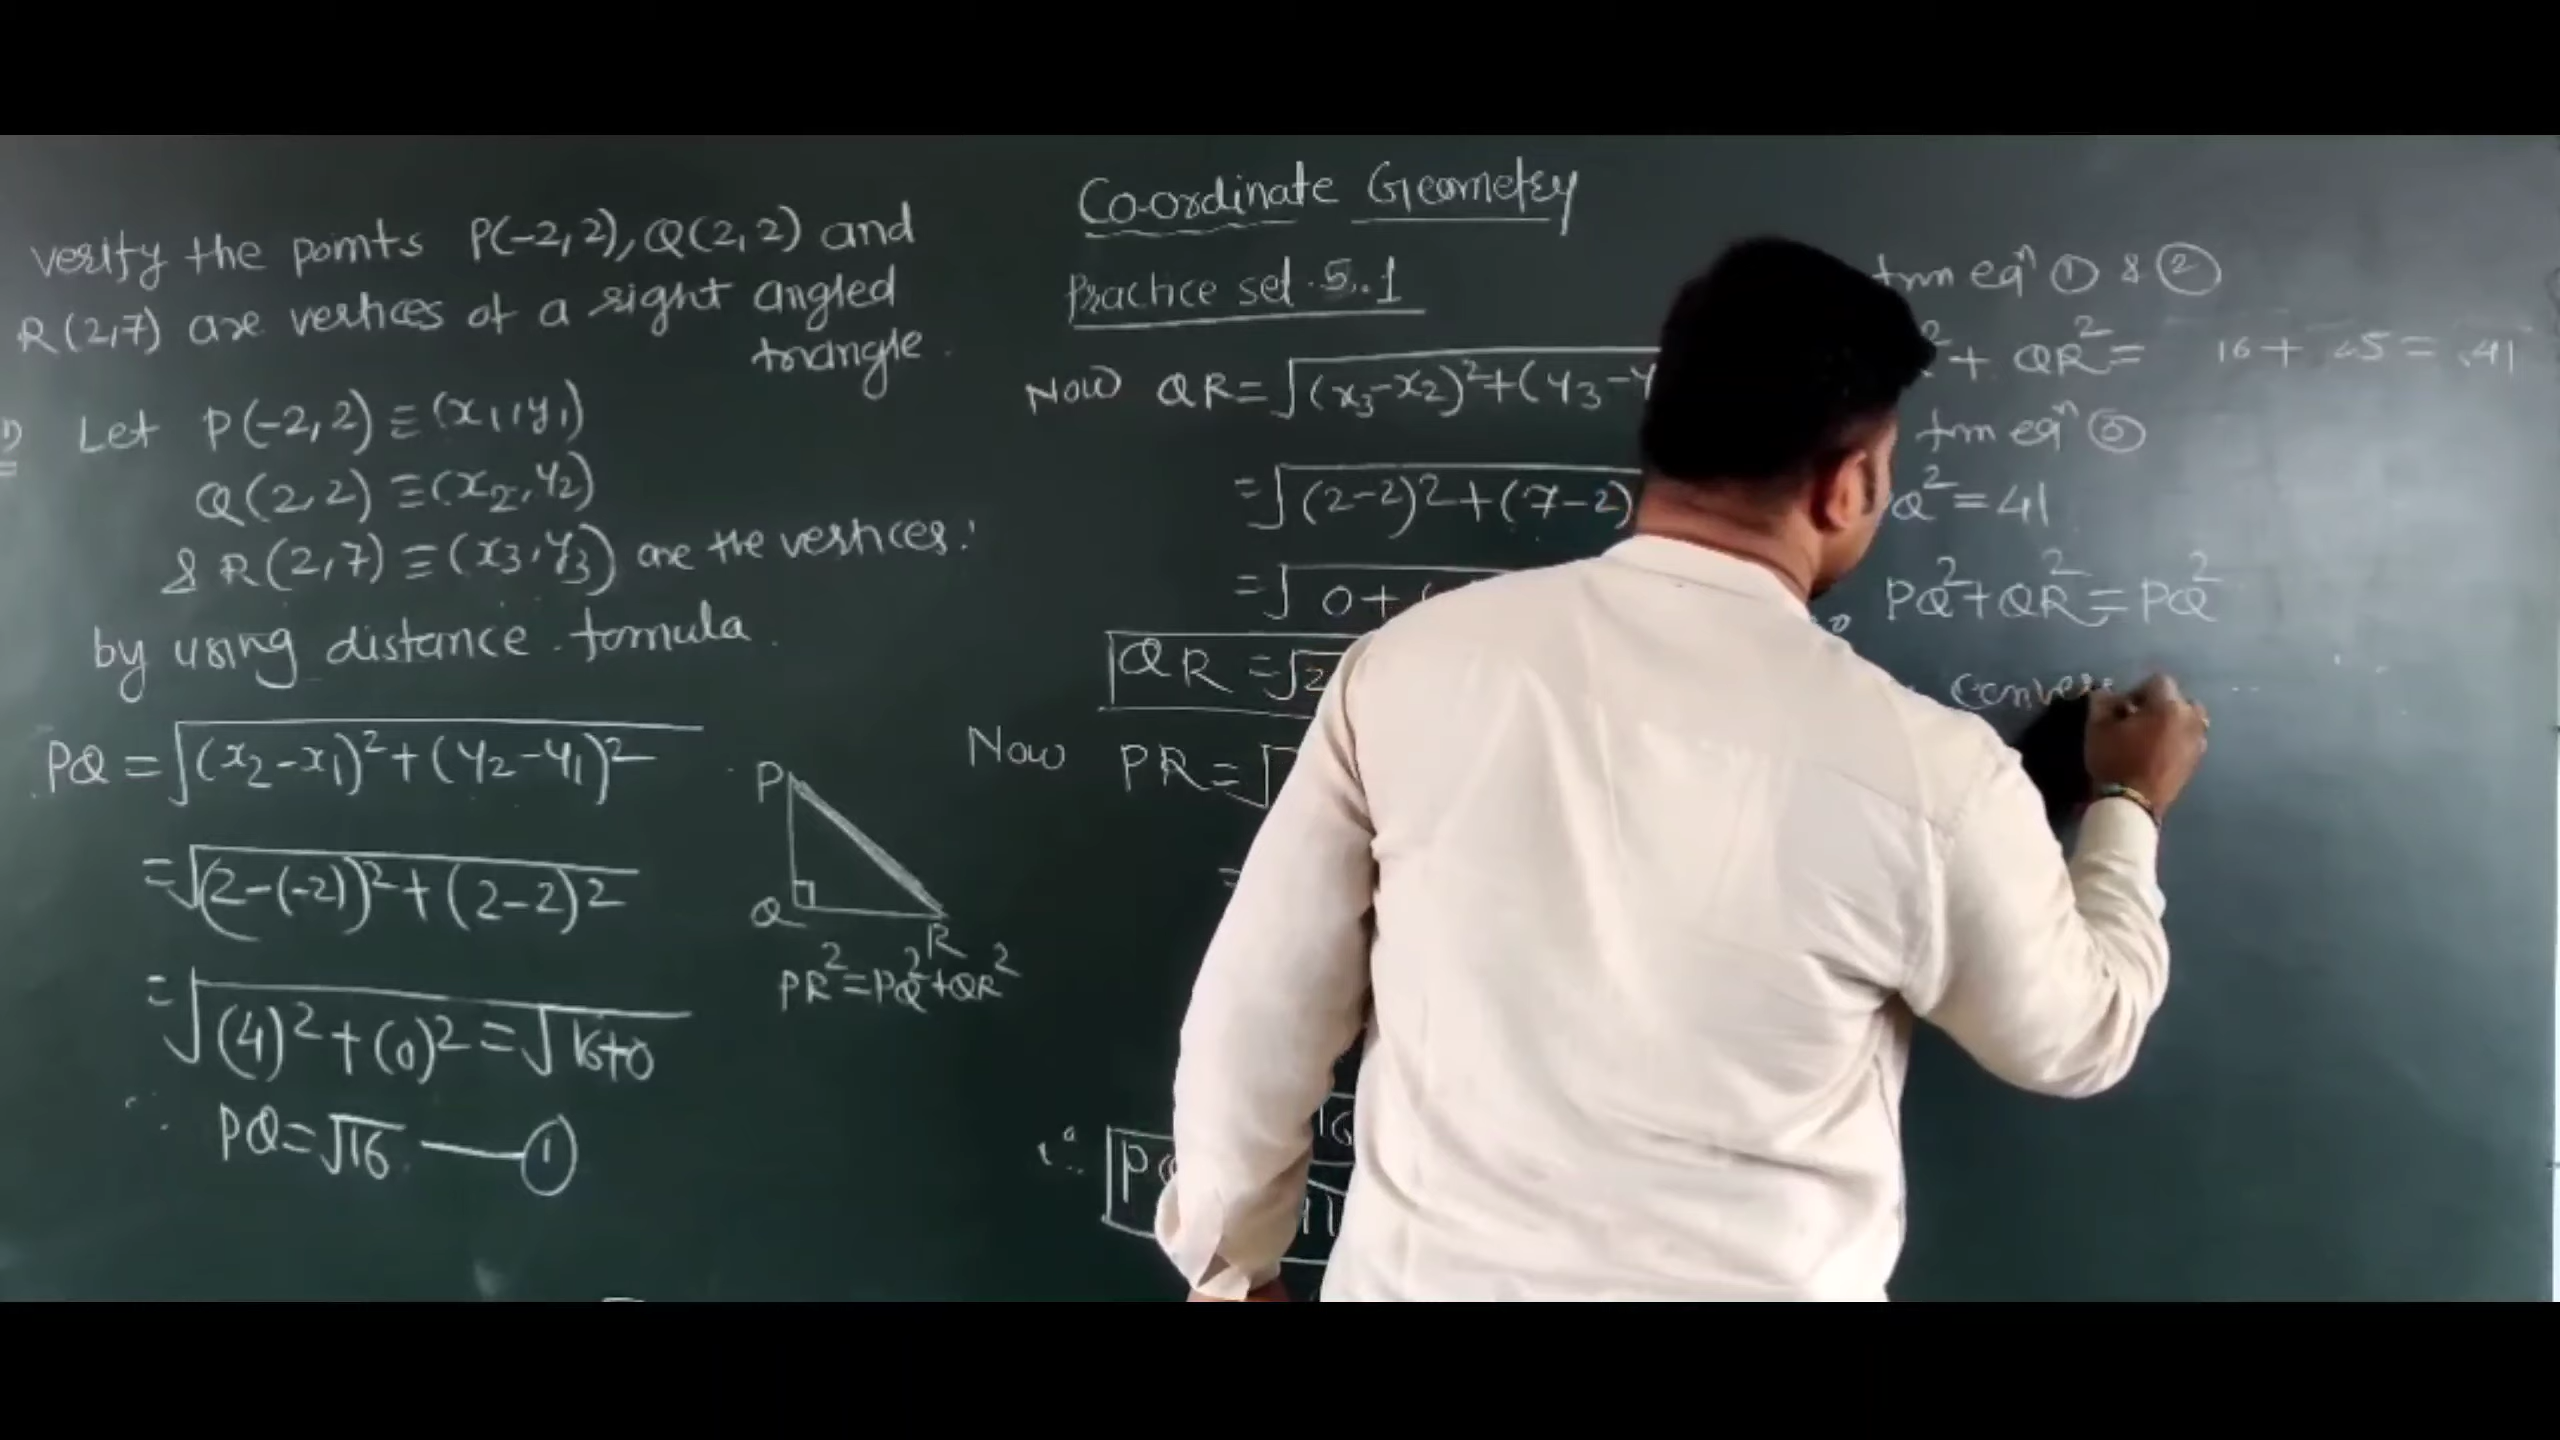 Co-ordinate Geometry
Practice set 5.1
verify the points P(-2,2), Q(2,2) and
R(2,7) are vertices of a right angled
triangle.
Let P(-2,2) ≡ (x₁,y₁)
Q(2,2) ≡ (x₂,y₂)
& R(2,7) ≡ (x₃,y₃) are the vertices.
by using distance formula.
PQ = √(x₂-x₁)²+(y₂-y₁)²
= √(2-(-2))²+(2-2)²
= √(4)²+(0)² = √16+0
∴ PQ = √16 —— ①
P
Q
R
PR² = PQ²+QR²
Now QR = √(x₃-x₂)²+(y₃-y
= √(2-2)²+(7-2)
= √0+
QR = √2
Now PR = √
=
∴ P
16
eqⁿ ① & ②
² + QR² = 16 + 25 = 41
eqⁿ ③
Q² = 41
PQ²+QR² = PQ²
Convers